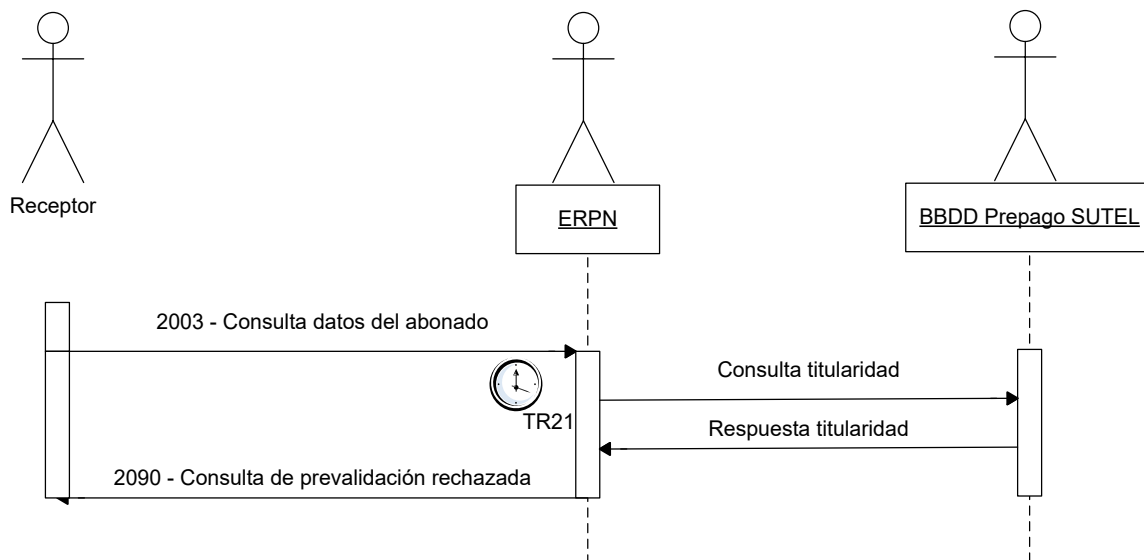 Receptor
ERPN
BBDD Prepago SUTEL
2003 - Consulta datos del abonado
Consulta titularidad
TR21
Respuesta titularidad
2090 - Consulta de prevalidación rechazada